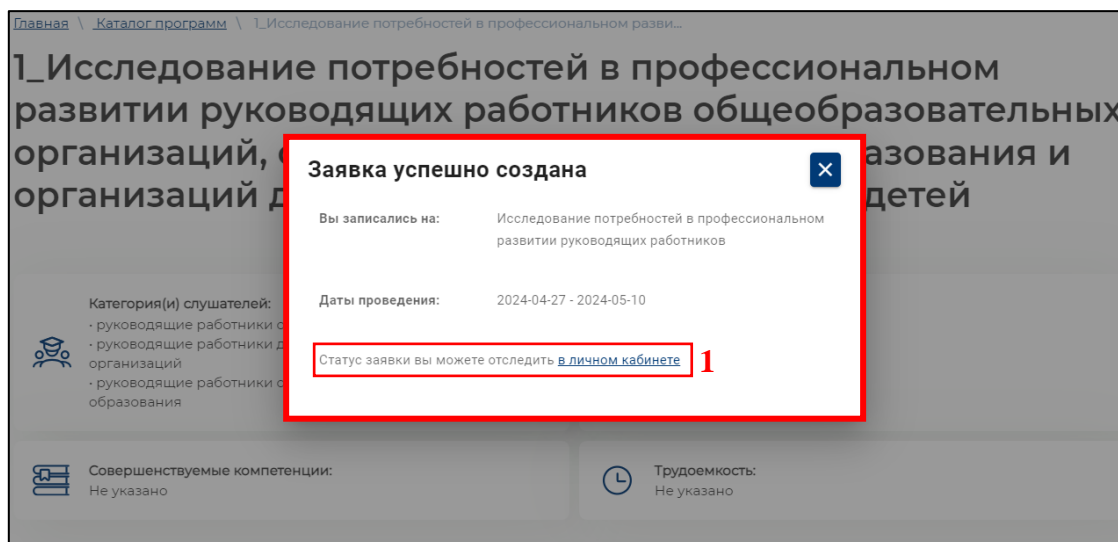 Главная \ Каталог программ \ 1_Исследование потребностей в профессиональном разви...
1_Исследование потребностей в профессиональном
развитии руководящих работников общеобразовательных
организаций, азования и
организаций детей
Заявка успешно создана
Вы записались на: Исследование потребностей в профессиональном
развитии руководящих работников
Даты проведения: 2024-04-27 - 2024-05-10
Статус заявки вы можете отследить в личном кабинете 1
Категория(и) слушателей:
• руководящие работники
• руководящие работники
организаций
• руководящие работники
образования
Совершенствуемые компетенции:
Не указано
Трудоемкость:
Не указано